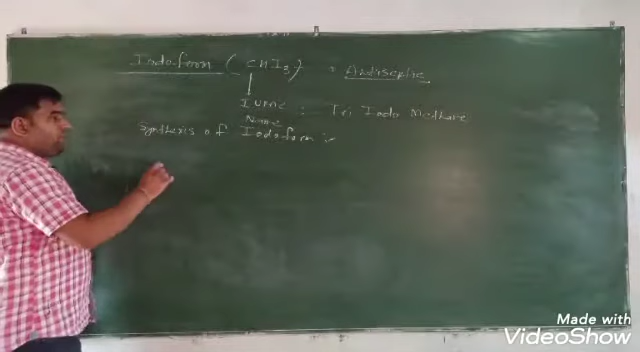 Iodoform ( CHI3 ) → Antiseptic
IUPAC : Tri Iodo Methane
Name
Synthesis of Iodoform :-
Made with
VideoShow